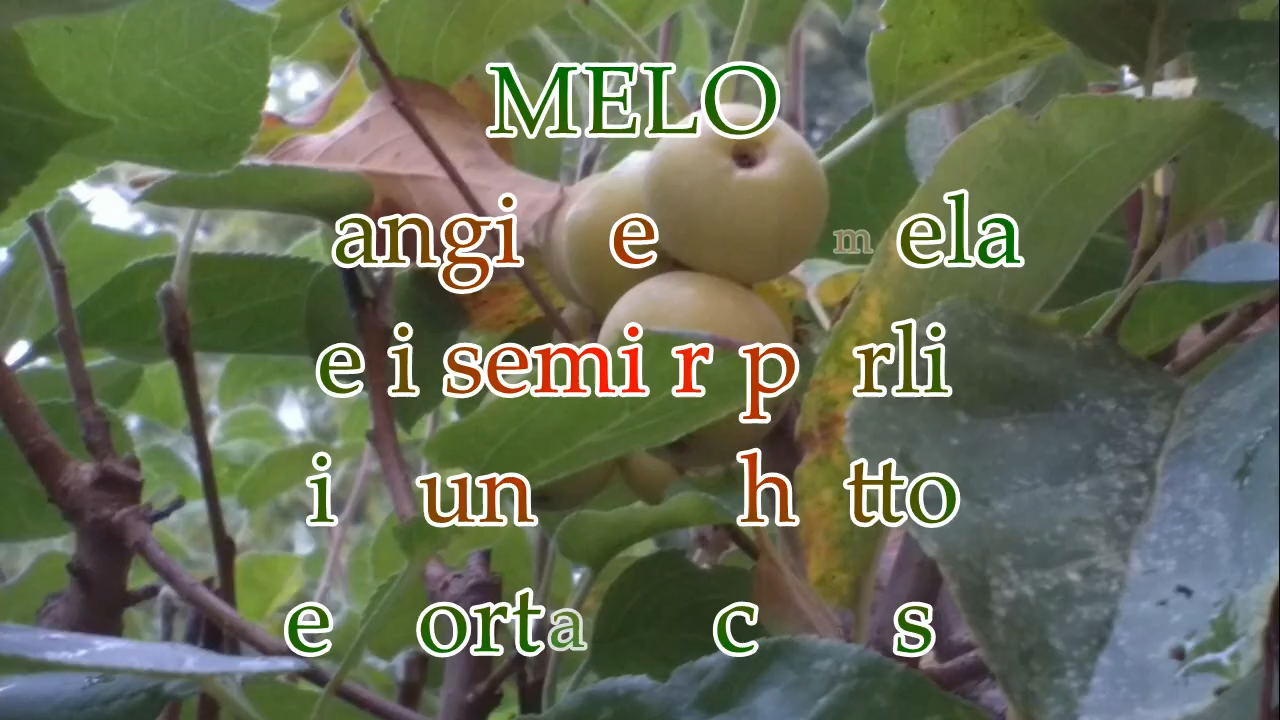 MELO
angi e m ela
e i semi r p rli
i un h tto
e orta c s